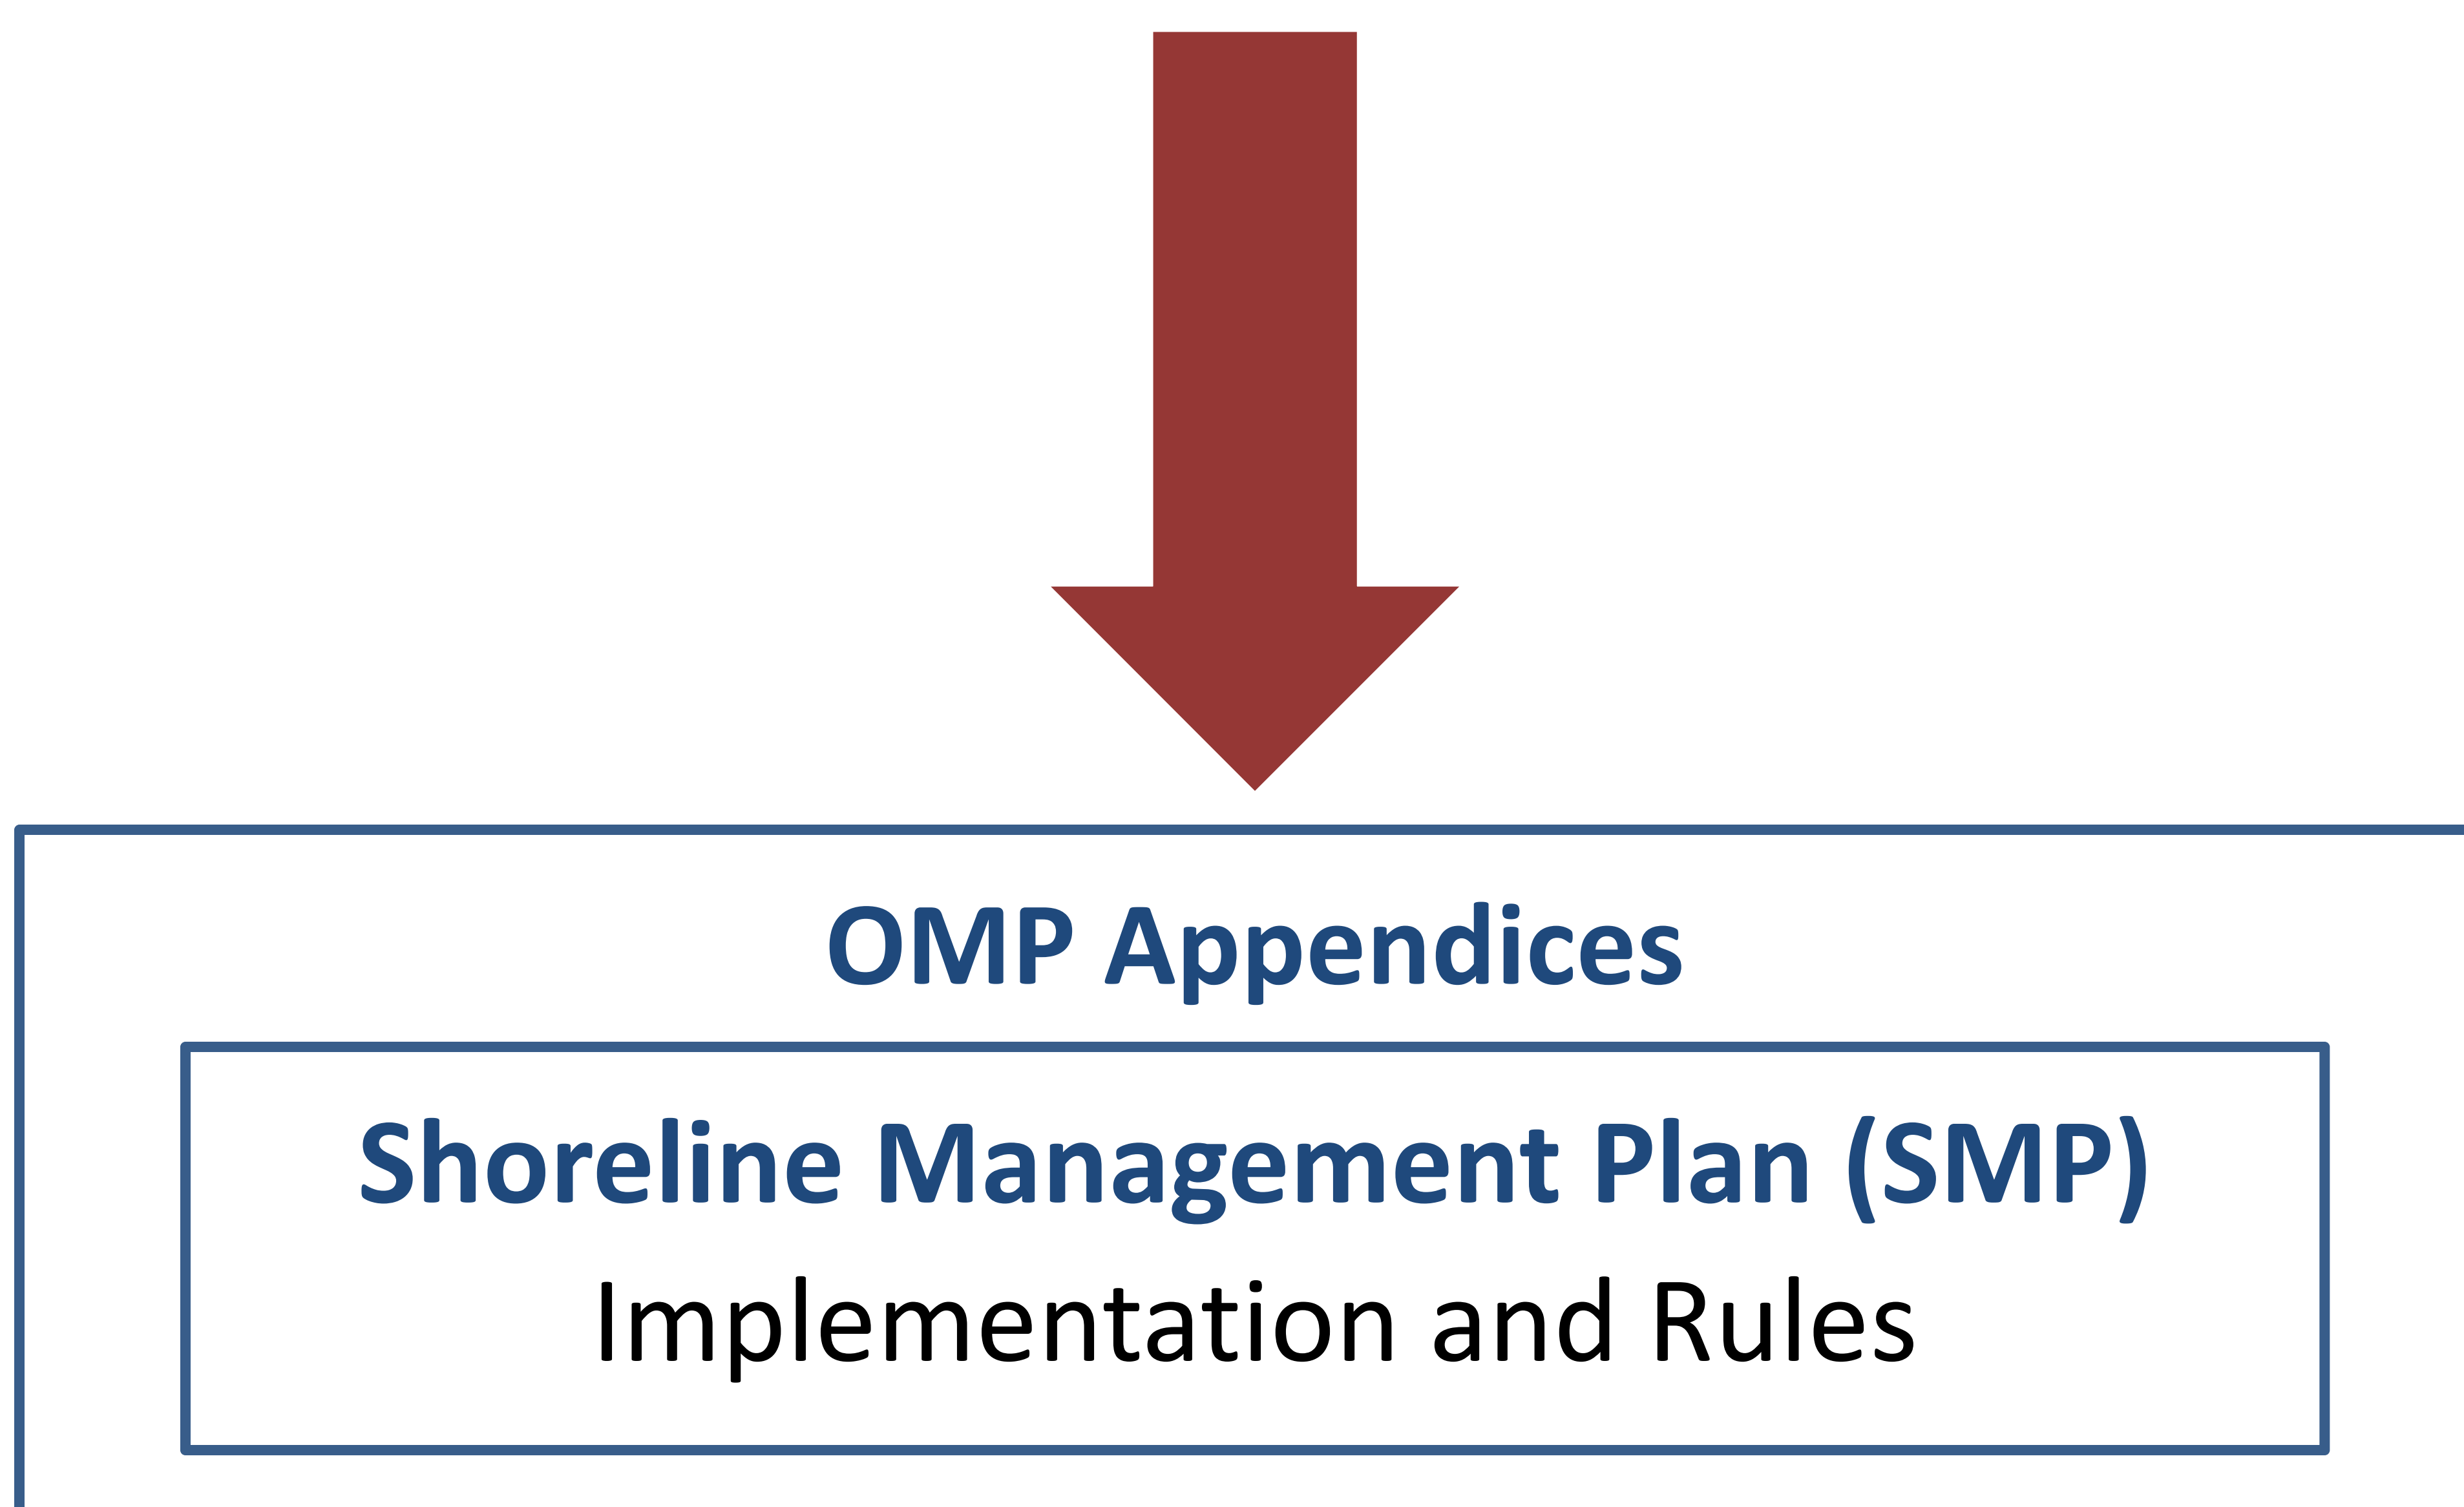 OMP Appendices
Shoreline Management Plan (SMP)
Implementation and Rules